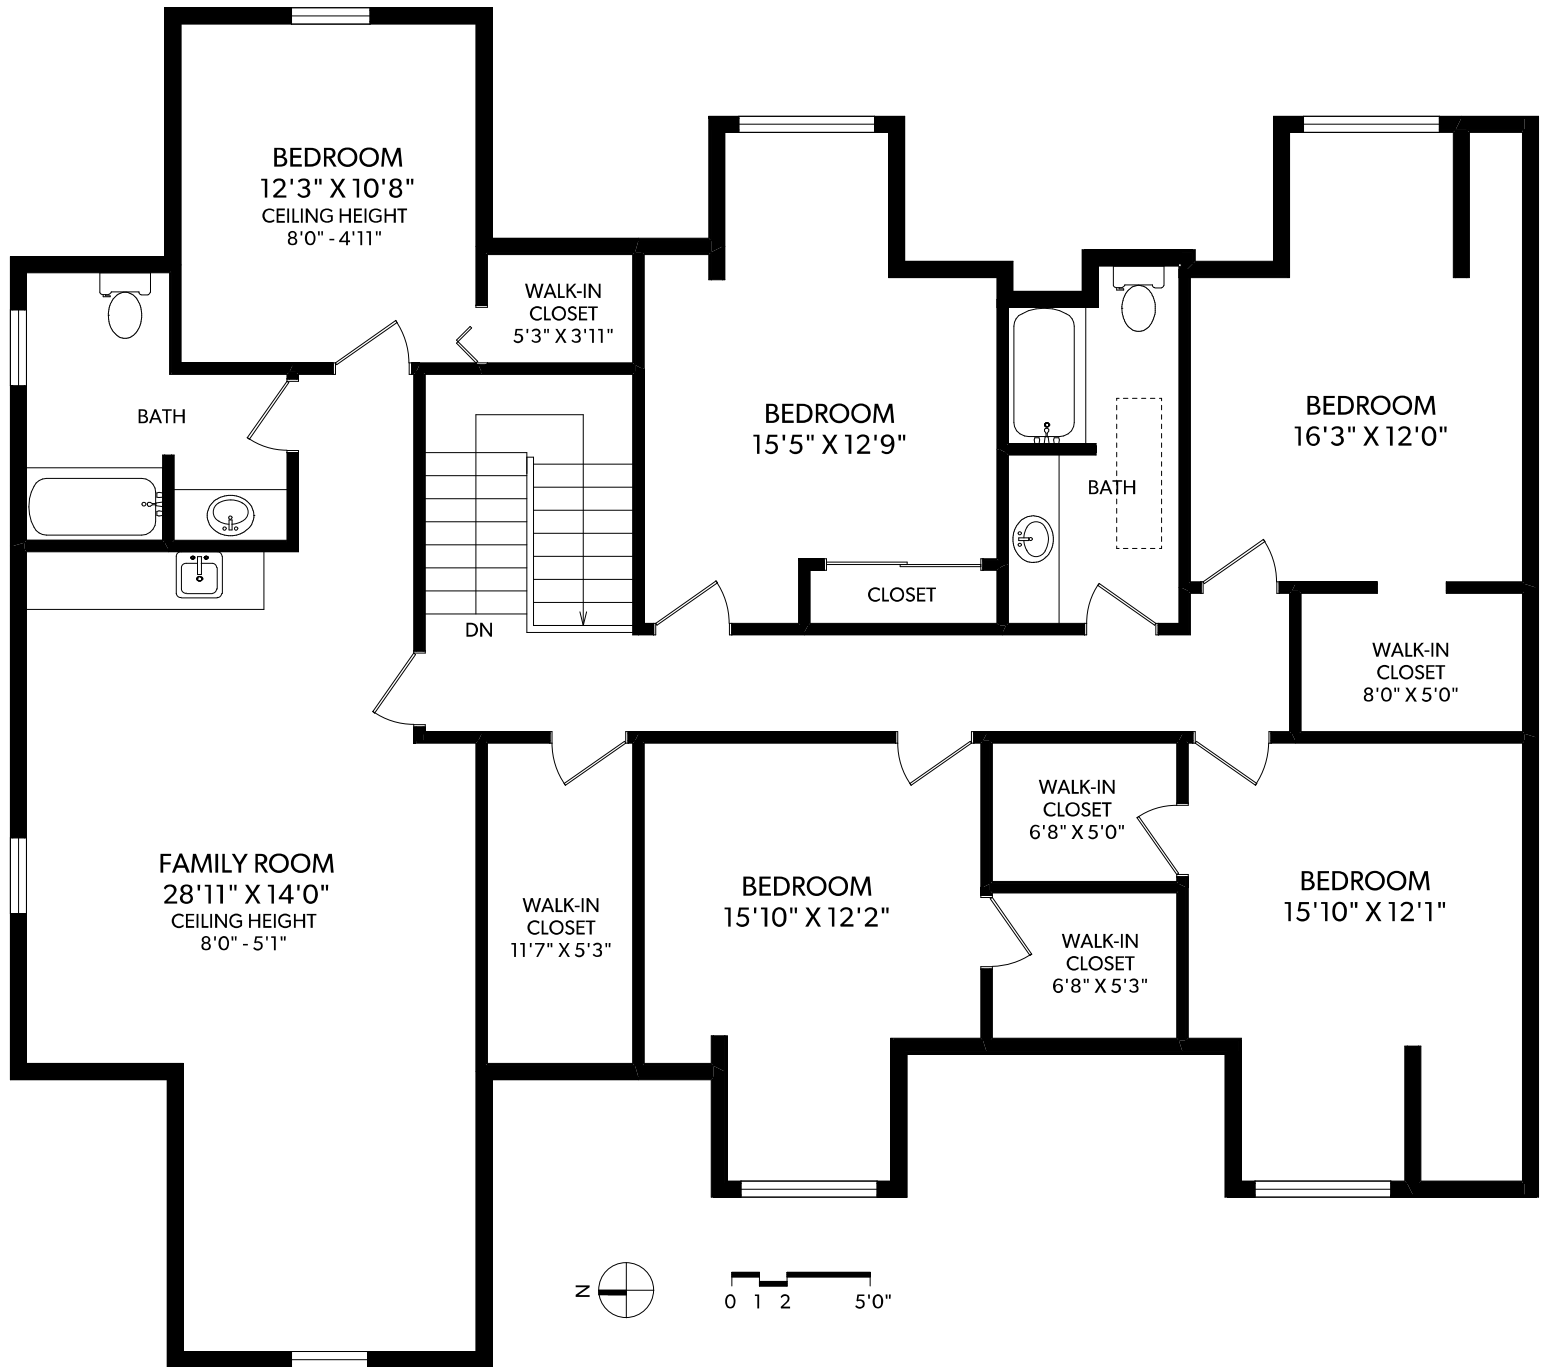 BEDROOM
12'3" X 10'8"
CEILING HEIGHT
8'0" - 4'11"
WALK-IN
CLOSET
5'3" X 3'11"
BATH
BEDROOM
15'5" X 12'9"
BEDROOM
16'3" X 12'0"
BATH
CLOSET
DN
WALK-IN
CLOSET
8'0" X 5'0"
FAMILY ROOM
28'11" X 14'0"
CEILING HEIGHT
8'0" - 5'1"
WALK-IN
CLOSET
11'7" X 5'3"
BEDROOM
15'10" X 12'2"
WALK-IN
CLOSET
6'8" X 5'0"
WALK-IN
CLOSET
6'8" X 5'3"
BEDROOM
15'10" X 12'1"
N
0 1 2 5'0"